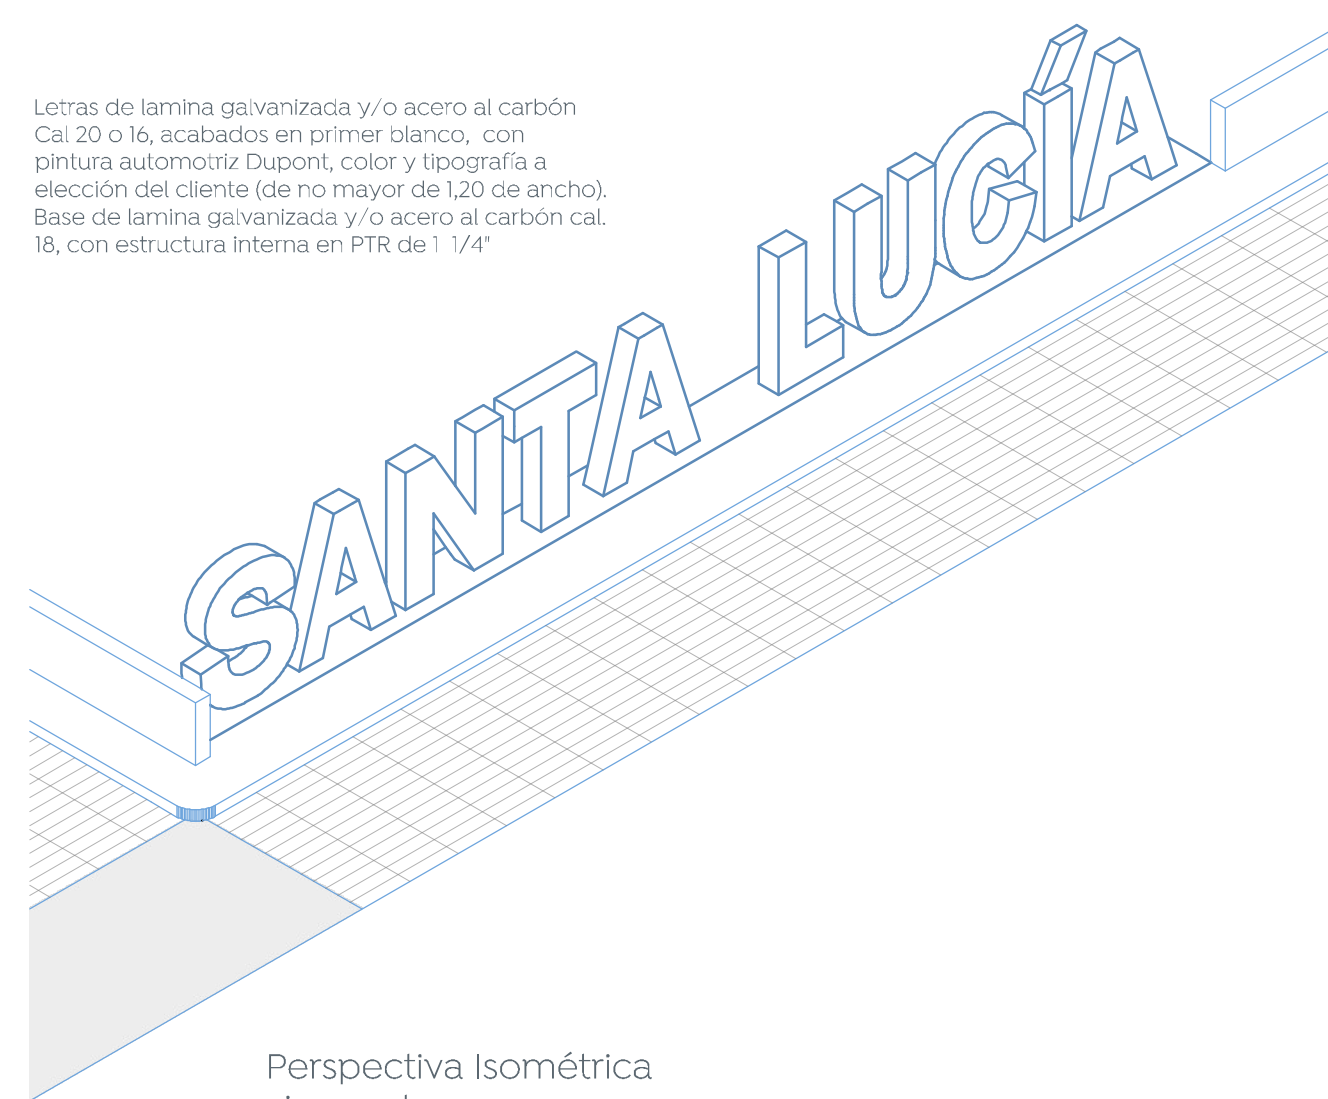 Letras de lamina galvanizada y/o acero al carbón
Cal 20 o 16, acabados en primer blanco, con
pintura automotriz Dupont, color y tipografía a
elección del cliente (de no mayor de 1,20 de ancho).
Base de lamina galvanizada y/o acero al carbón cal.
18, con estructura interna en PTR de 1 1/4"
SANTA LUCÍA
Perspectiva Isométrica